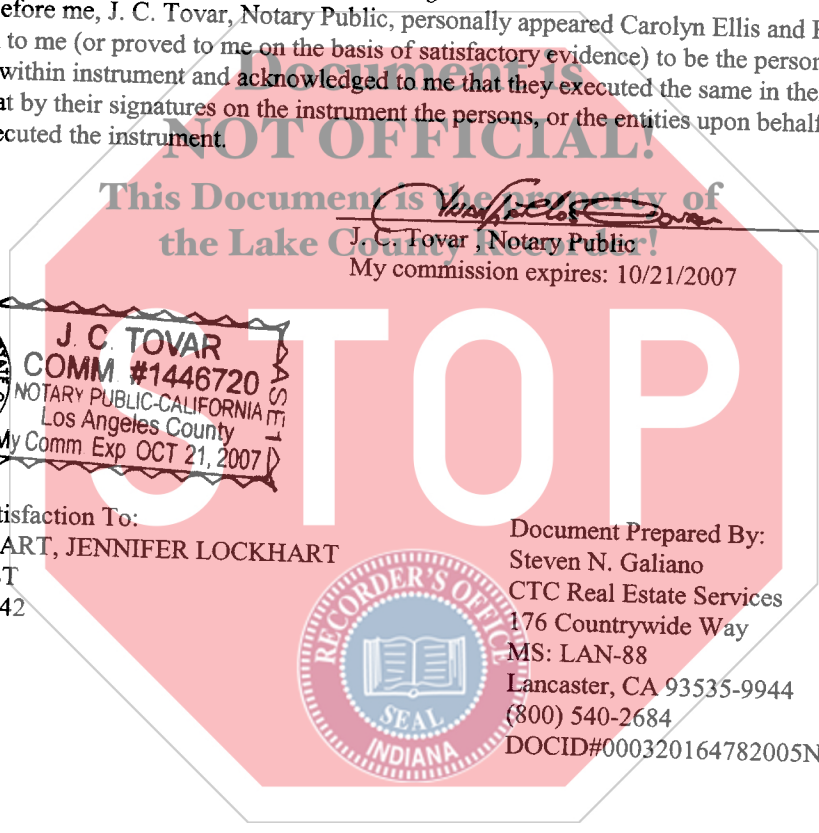 efore me, J. C. Tovar, Notary Public, personally appeared Carolyn Ellis and
to me (or proved to me on the basis of satisfactory evidence) to be the person
within instrument and acknowledged to me that they executed the same in the
at by their signatures on the instrument the persons, or the entities upon behalf
ecuted the instrument.
Document is
NOT OFFICIAL!
This Document is the property of
the Lake County Recorder!
J. C. Tovar , Notary Public
My commission expires: 10/21/2007
STOP
J. C. TOVAR
COMM #1446720
NOTARY PUBLIC-CALIFORNIA
Los Angeles County
My Comm Exp OCT 21, 2007
tisfaction To:
ART, JENNIFER LOCKHART
T
42
Document Prepared By:
Steven N. Galiano
CTC Real Estate Services
176 Countrywide Way
MS: LAN-88
Lancaster, CA 93535-9944
(800) 540-2684
DOCID#000320164782005N
RECORDER'S OFFICE
SEAL
INDIANA